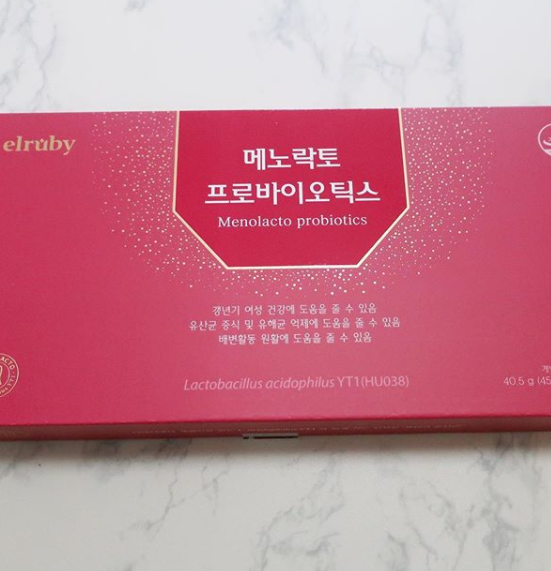 elruby
메노락토
프로바이오틱스
Menolacto probiotics
갱년기 여성 건강에 도움을 줄 수 있음
유산균 증식 및 유해균 억제에 도움을 줄 수 있음
배변활동 원활에 도움을 줄 수 있음
Lactobacillus acidophilus YT1(HU038)
40.5 g (45